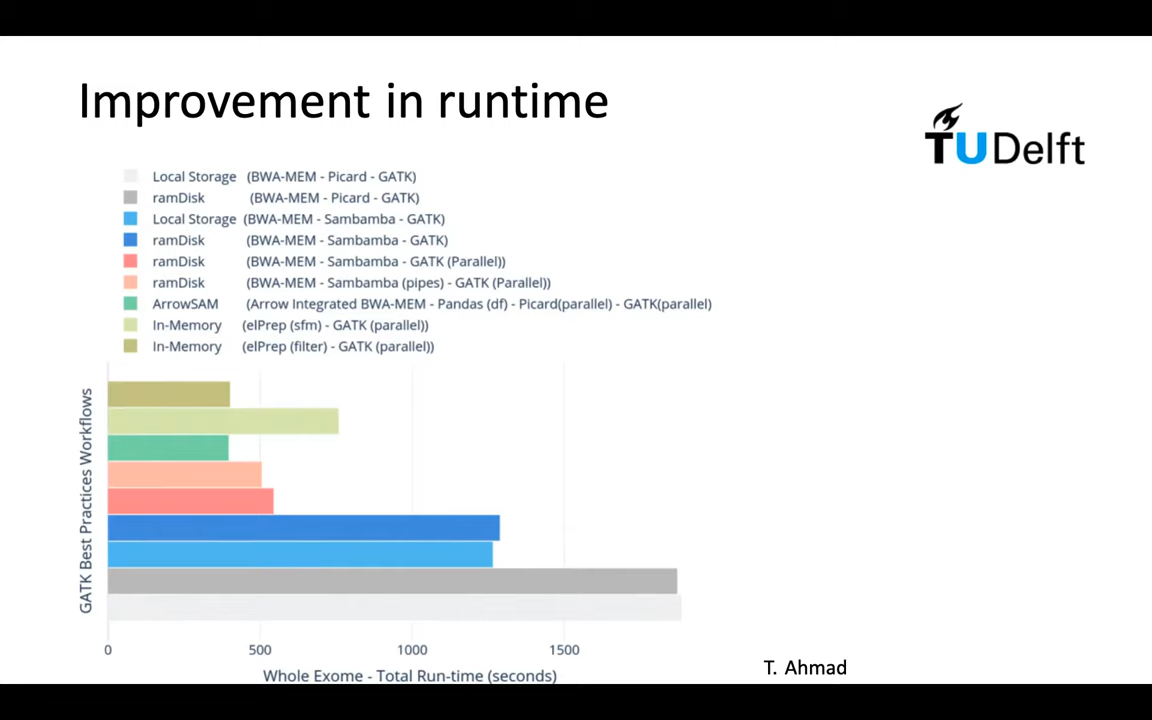 Improvement in runtime
TU Delft
Local Storage (BWA-MEM - Picard - GATK)
ramDisk (BWA-MEM - Picard - GATK)
Local Storage (BWA-MEM - Sambamba - GATK)
ramDisk (BWA-MEM - Sambamba - GATK)
ramDisk (BWA-MEM - Sambamba - GATK (Parallel))
ramDisk (BWA-MEM - Sambamba (pipes) - GATK (Parallel))
ArrowSAM (Arrow Integrated BWA-MEM - Pandas (df) - Picard(parallel) - GATK(parallel)
In-Memory (elPrep (sfm) - GATK (parallel))
In-Memory (elPrep (filter) - GATK (parallel))
GATK Best Practices Workflows
0 500 1000 1500
Whole Exome - Total Run-time (seconds)
T. Ahmad